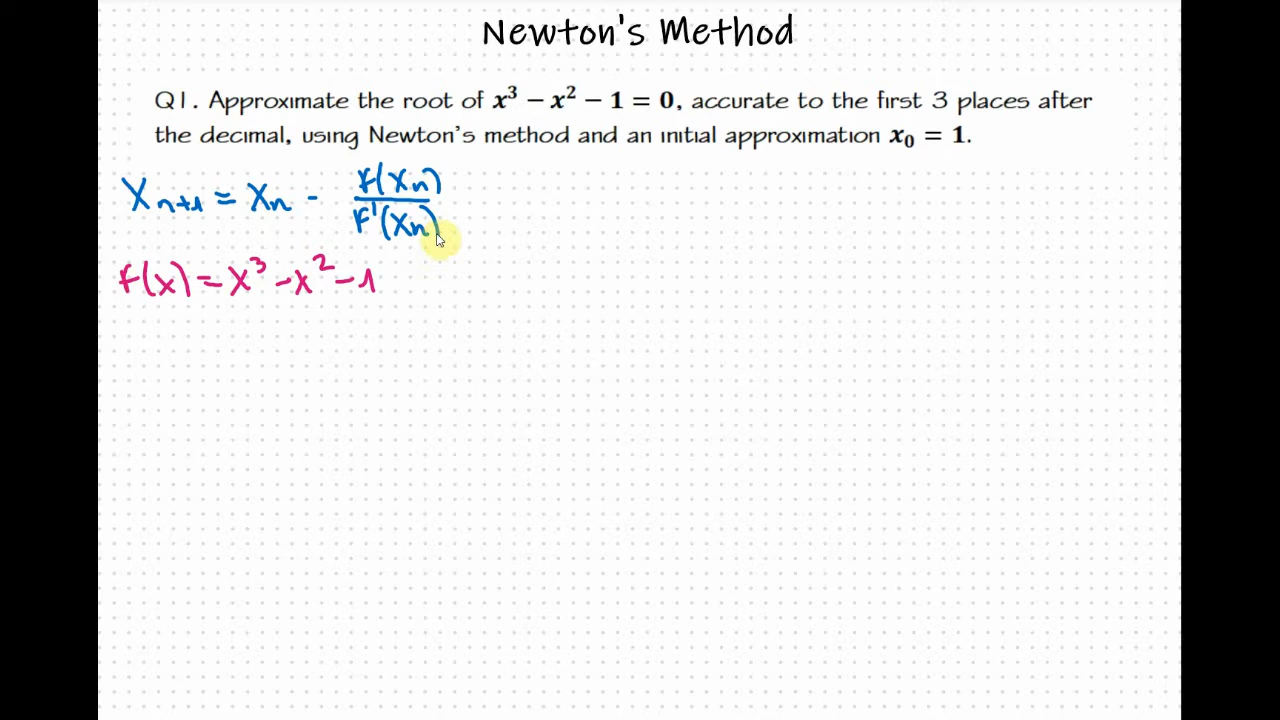 Newton's Method
Q1. Approximate the root of x³ − x² − 1 = 0, accurate to the first 3 places after
the decimal, using Newton's method and an initial approximation x₀ = 1.
Xₙ₊₁ = Xₙ - F(Xₙ) / F'(Xₙ)
F(x) = x³ - x² - 1